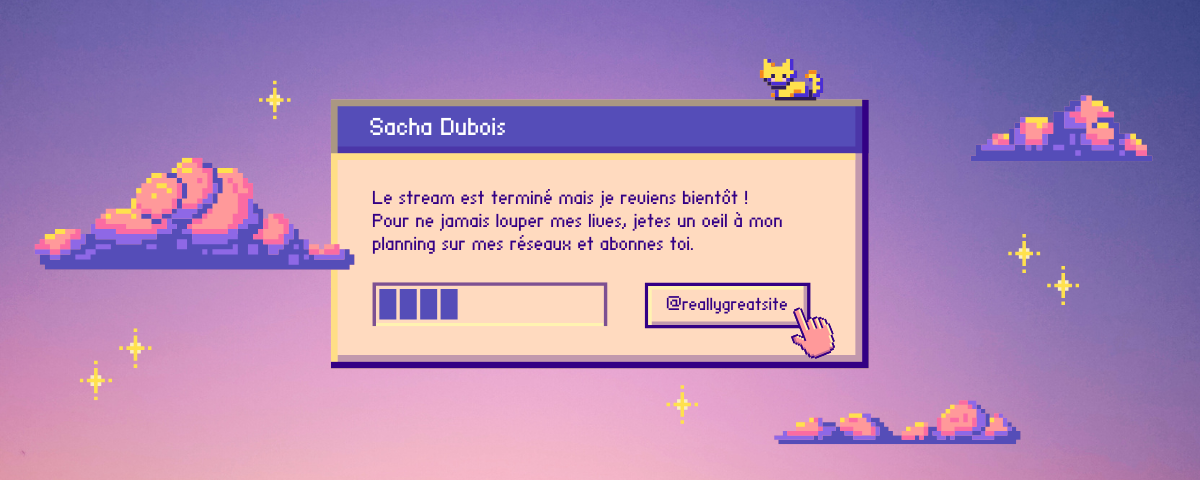 Sacha Dubois
Le stream est terminé mais je reviens bientôt !
Pour ne jamais louper mes lives, jetes un oeil à mon
planning sur mes réseaux et abonnes toi.
@reallygreatsite